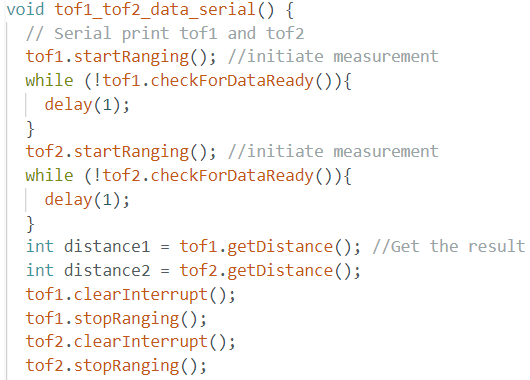 void tof1_tof2_data_serial() {
// Serial print tof1 and tof2
tof1.startRanging(); //initiate measurement
while (!tof1.checkForDataReady()){
delay(1);
}
tof2.startRanging(); //initiate measurement
while (!tof2.checkForDataReady()){
delay(1);
}
int distance1 = tof1.getDistance(); //Get the result
int distance2 = tof2.getDistance();
tof1.clearInterrupt();
tof1.stopRanging();
tof2.clearInterrupt();
tof2.stopRanging();